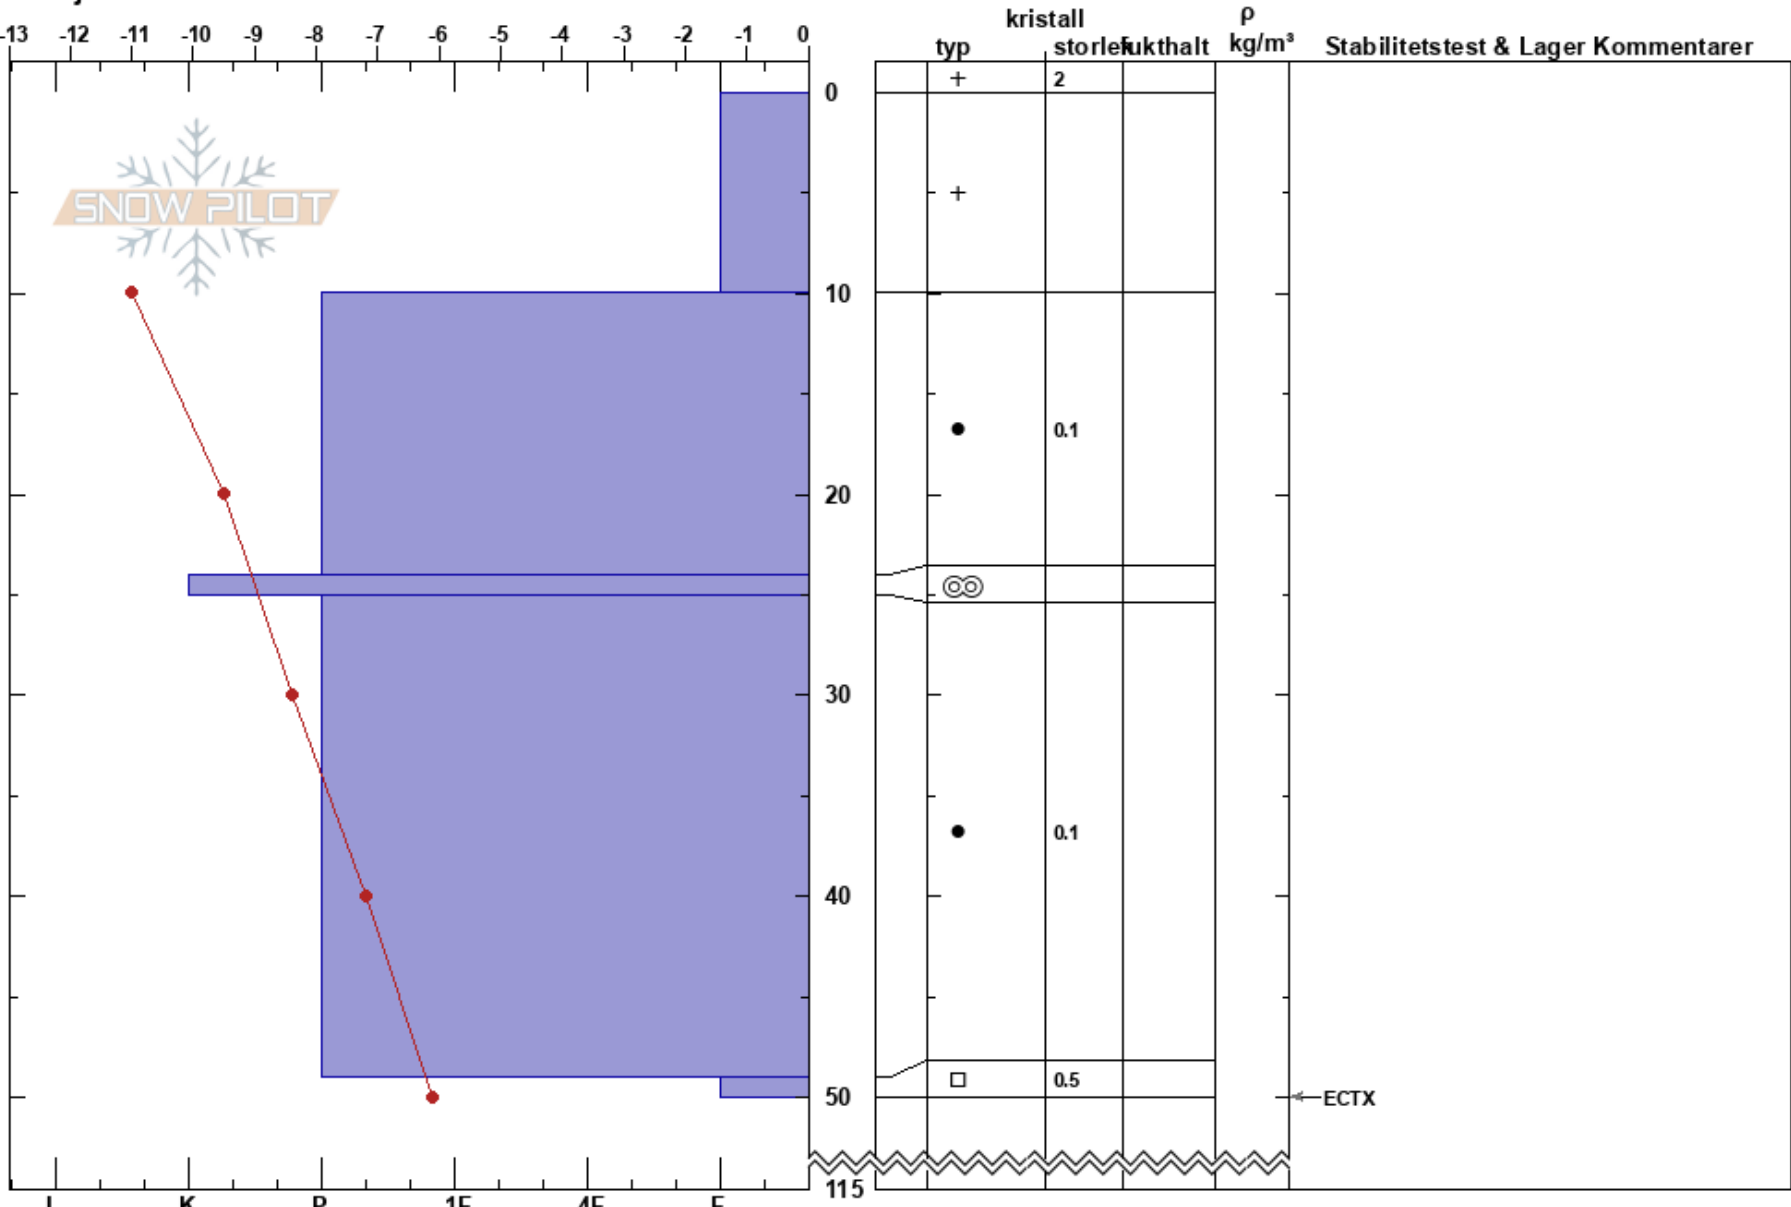 kristall ρ
-13 -12 -11 -10 -9 -8 -7 -6 -5 -4 -3 -2 -1 0 typ storlek fukthalt kg/m³ Stabilitetstest & Lager Kommentarer
+ 2
0
SNOW PILOT +
10
● 0.1
20
30
● 0.1
40
0.5
50 ECTX
115
K P 1F 4F F